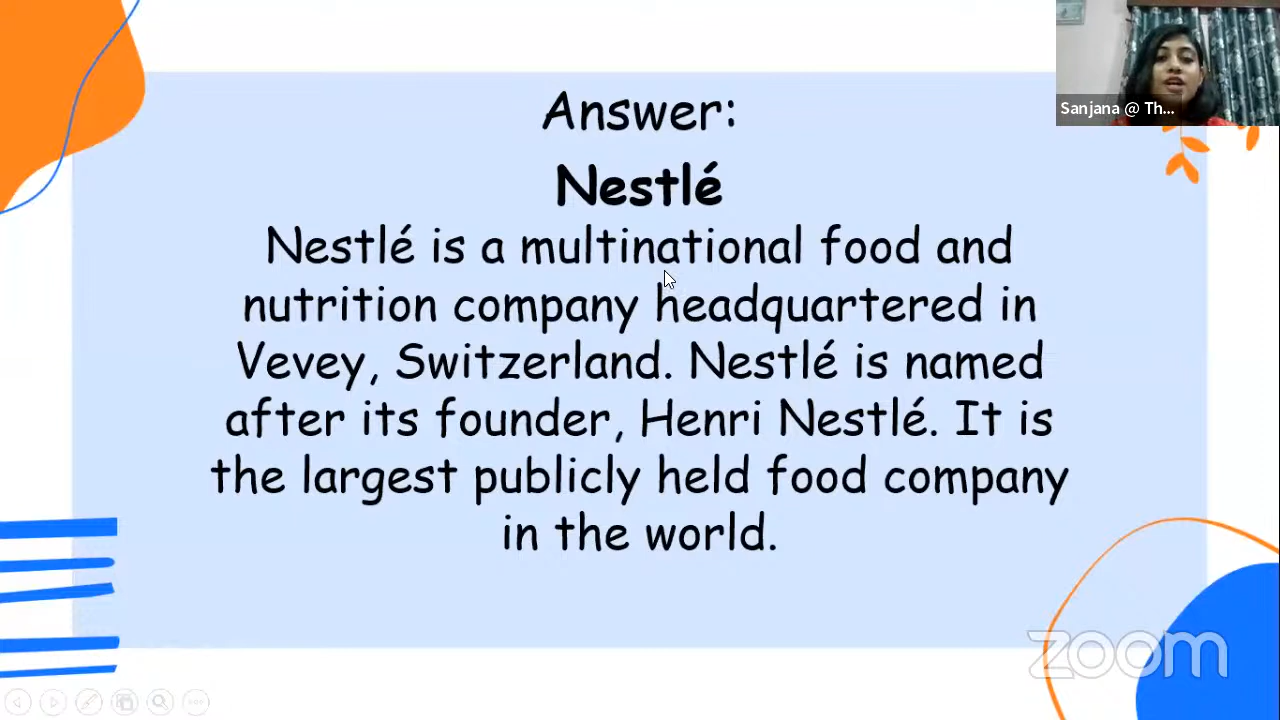 Answer:
Nestlé
Nestlé is a multinational food and
nutrition company headquartered in
Vevey, Switzerland. Nestlé is named
after its founder, Henri Nestlé. It is
the largest publicly held food company
in the world.
Sanjana @ Th...
zoom